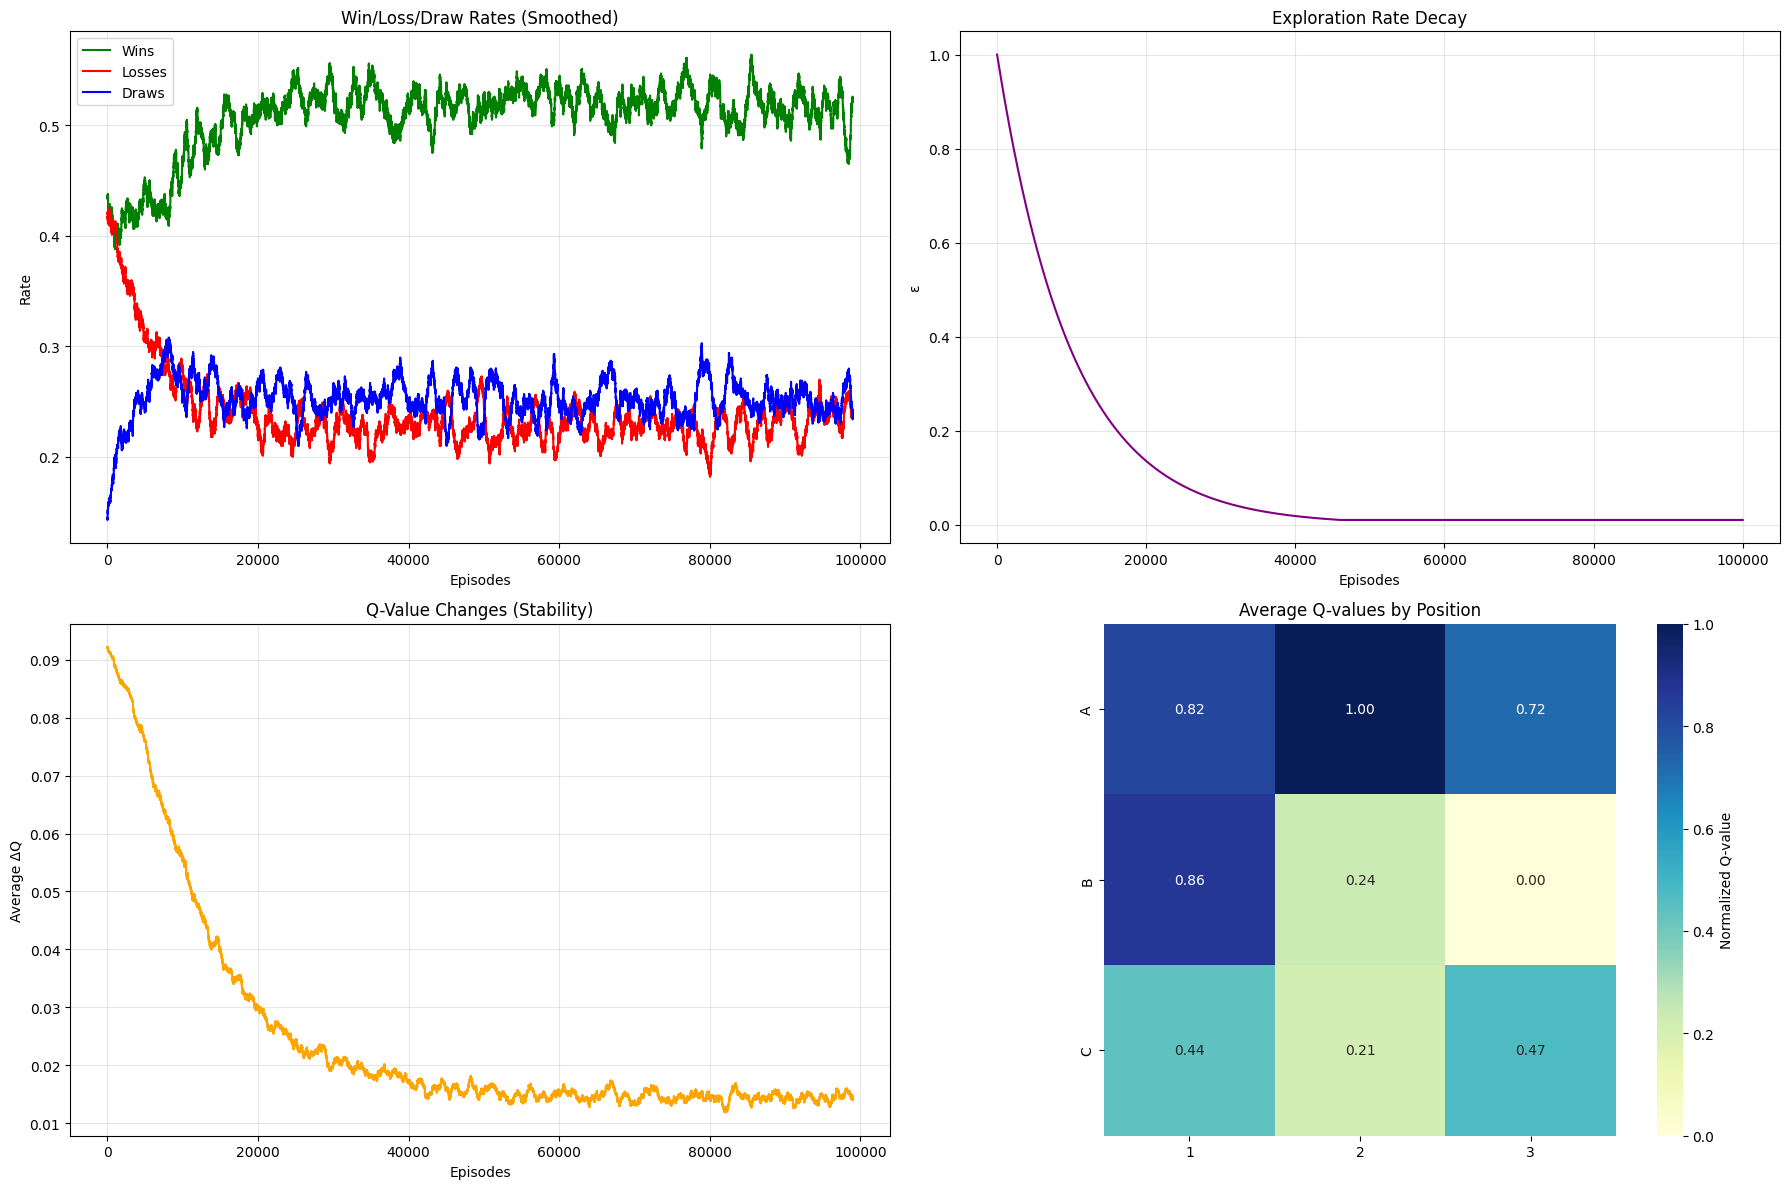 Win/Loss/Draw Rates (Smoothed)
Wins
Losses
Draws
0.5
0.4
0.3
0.2
Rate
0 20000 40000 60000 80000 100000
Episodes
Exploration Rate Decay
1.0
0.8
0.6
0.4
0.2
0.0
ε
0 20000 40000 60000 80000 100000
Episodes
Q-Value Changes (Stability)
0.09
0.08
0.07
0.06
0.05
0.04
0.03
0.02
0.01
Average ΔQ
0 20000 40000 60000 80000 100000
Episodes
Average Q-values by Position
A 0.82 1.00 0.72
B 0.86 0.24 0.00
C 0.44 0.21 0.47
1 2 3
1.0
0.8
0.6
0.4
0.2
0.0
Normalized Q-value